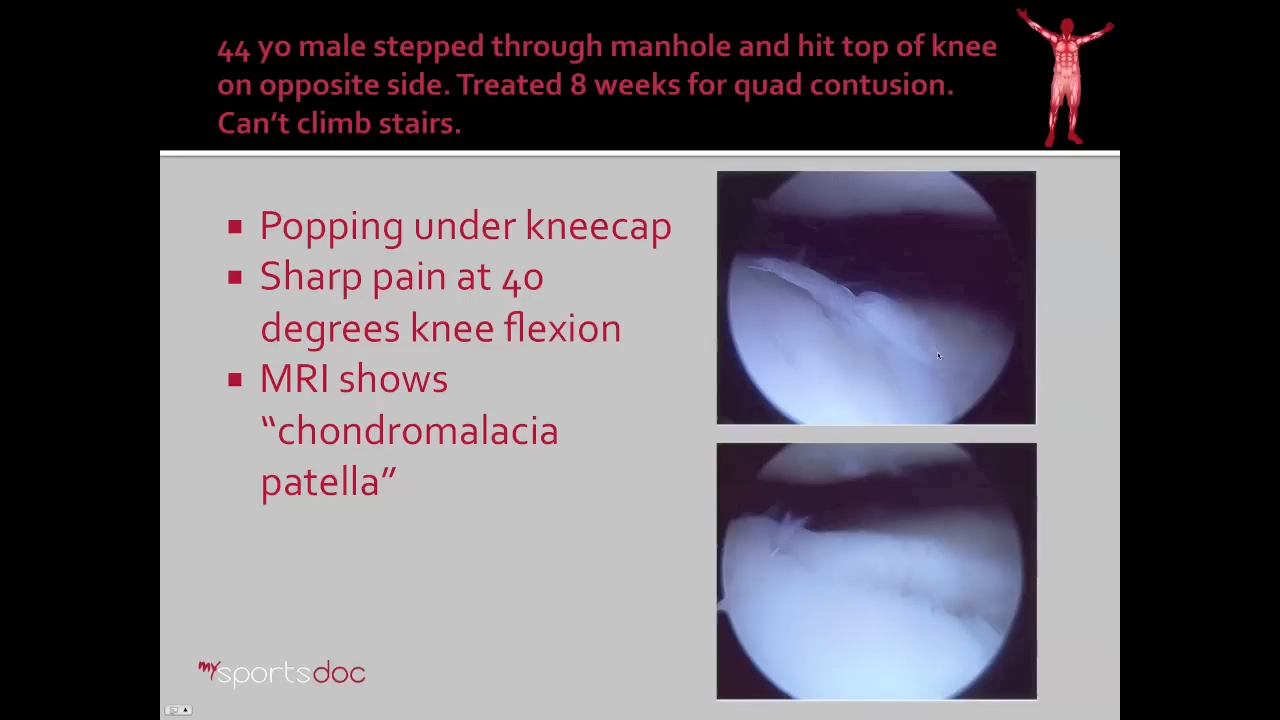 44 yo male stepped through manhole and hit top of knee
on opposite side. Treated 8 weeks for quad contusion.
Can't climb stairs.
▪ Popping under kneecap
▪ Sharp pain at 40
degrees knee flexion
▪ MRI shows
“chondromalacia
patella”
mysportsdoc